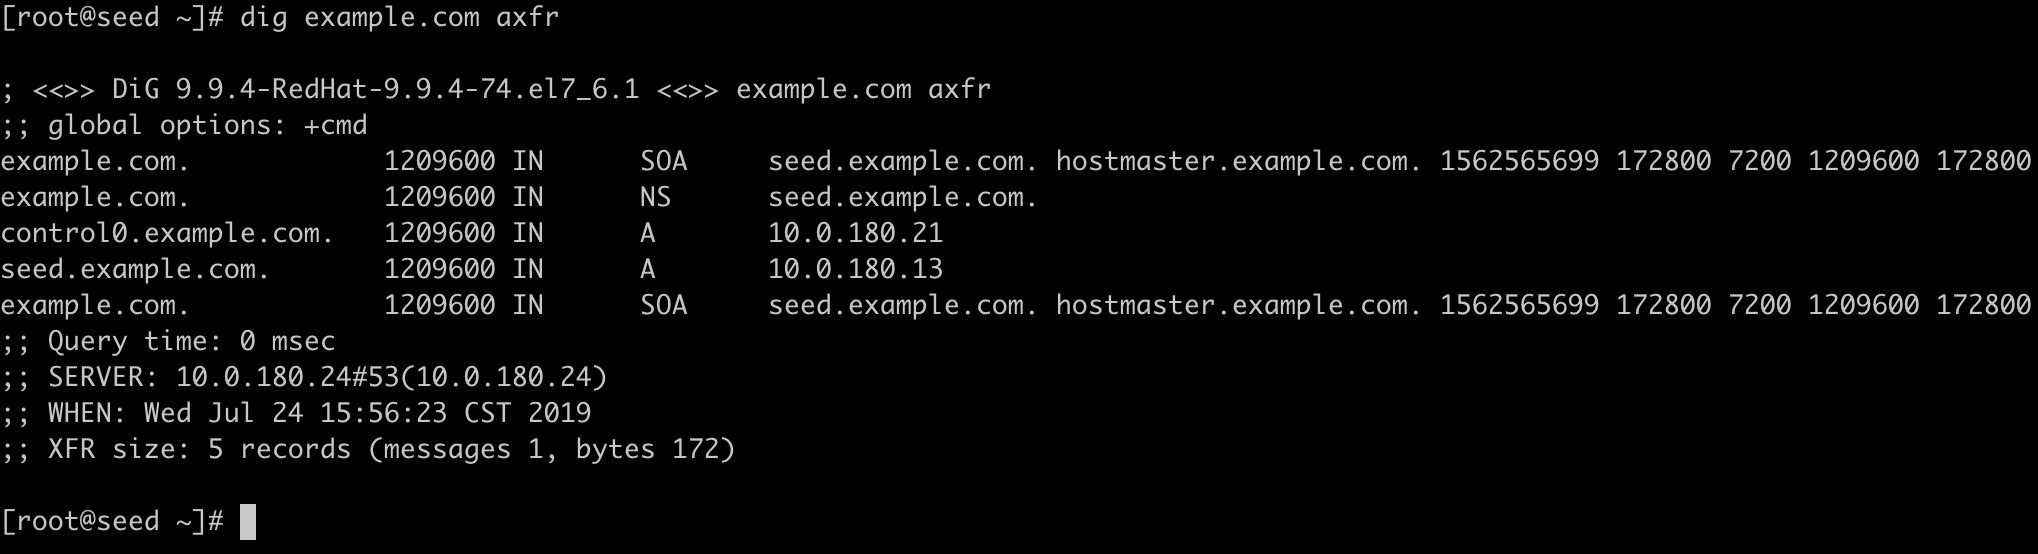 [root@seed ~]# dig example.com axfr
; <<>> DiG 9.9.4-RedHat-9.9.4-74.el7_6.1 <<>> example.com axfr
;; global options: +cmd
example.com. 1209600 IN SOA seed.example.com. hostmaster.example.com. 1562565699 172800 7200 1209600 172800
example.com. 1209600 IN NS seed.example.com.
control0.example.com. 1209600 IN A 10.0.180.21
seed.example.com. 1209600 IN A 10.0.180.13
example.com. 1209600 IN SOA seed.example.com. hostmaster.example.com. 1562565699 172800 7200 1209600 172800
;; Query time: 0 msec
;; SERVER: 10.0.180.24#53(10.0.180.24)
;; WHEN: Wed Jul 24 15:56:23 CST 2019
;; XFR size: 5 records (messages 1, bytes 172)
[root@seed ~]#